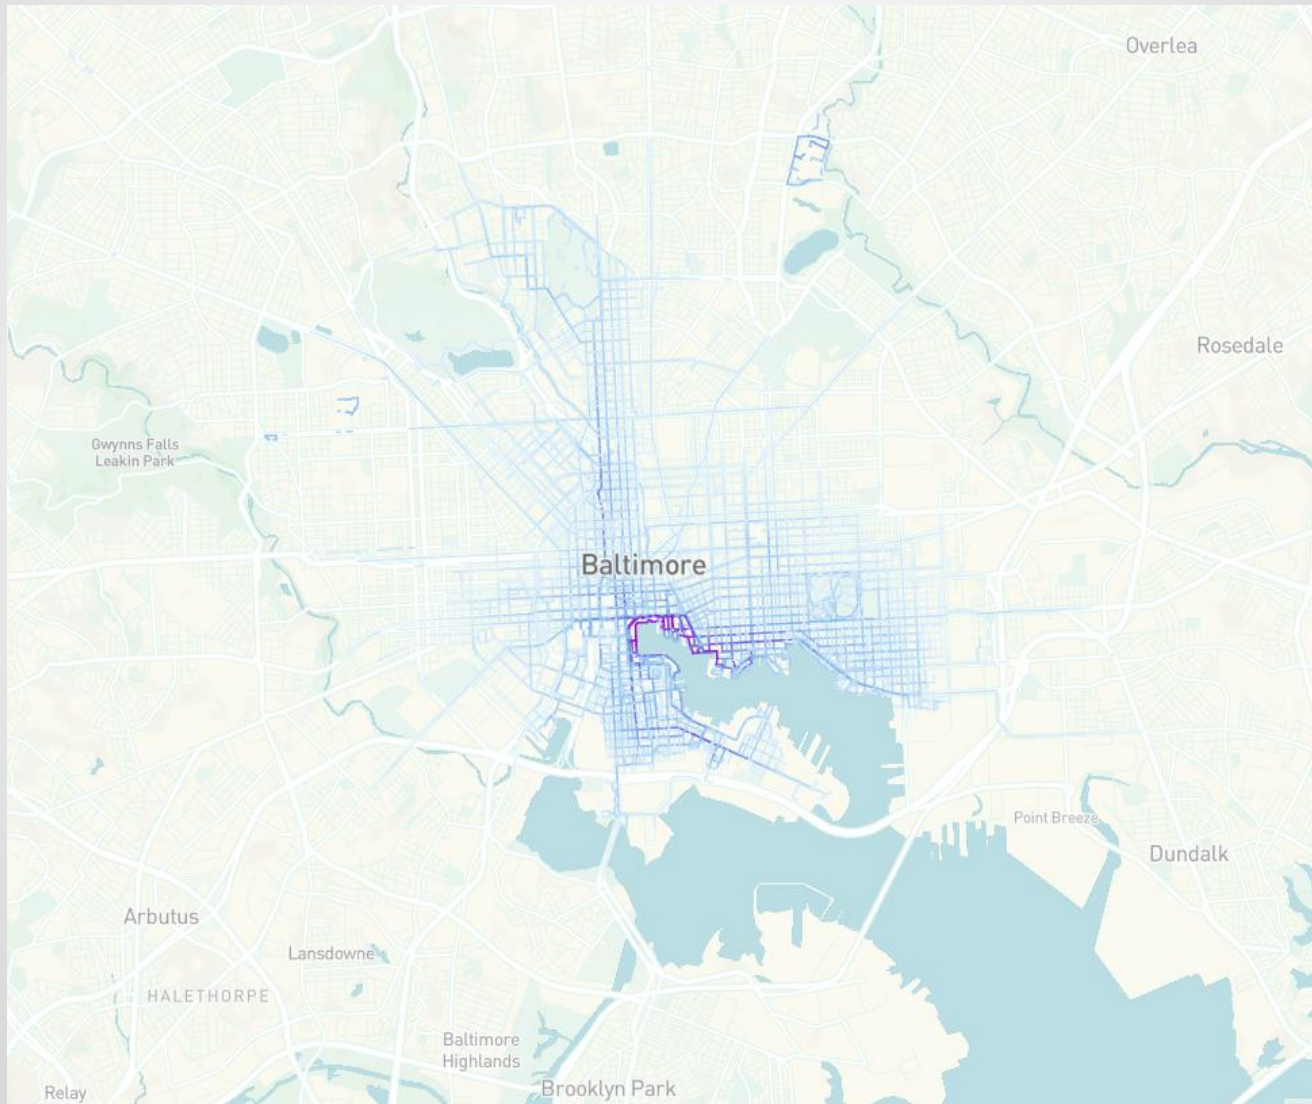 Overlea
Rosedale
Gwynns Falls
Leakin Park
Baltimore
Point Breeze
Dundalk
Arbutus
Lansdowne
HALETHORPE
Baltimore
Highlands
Relay
Brooklyn Park